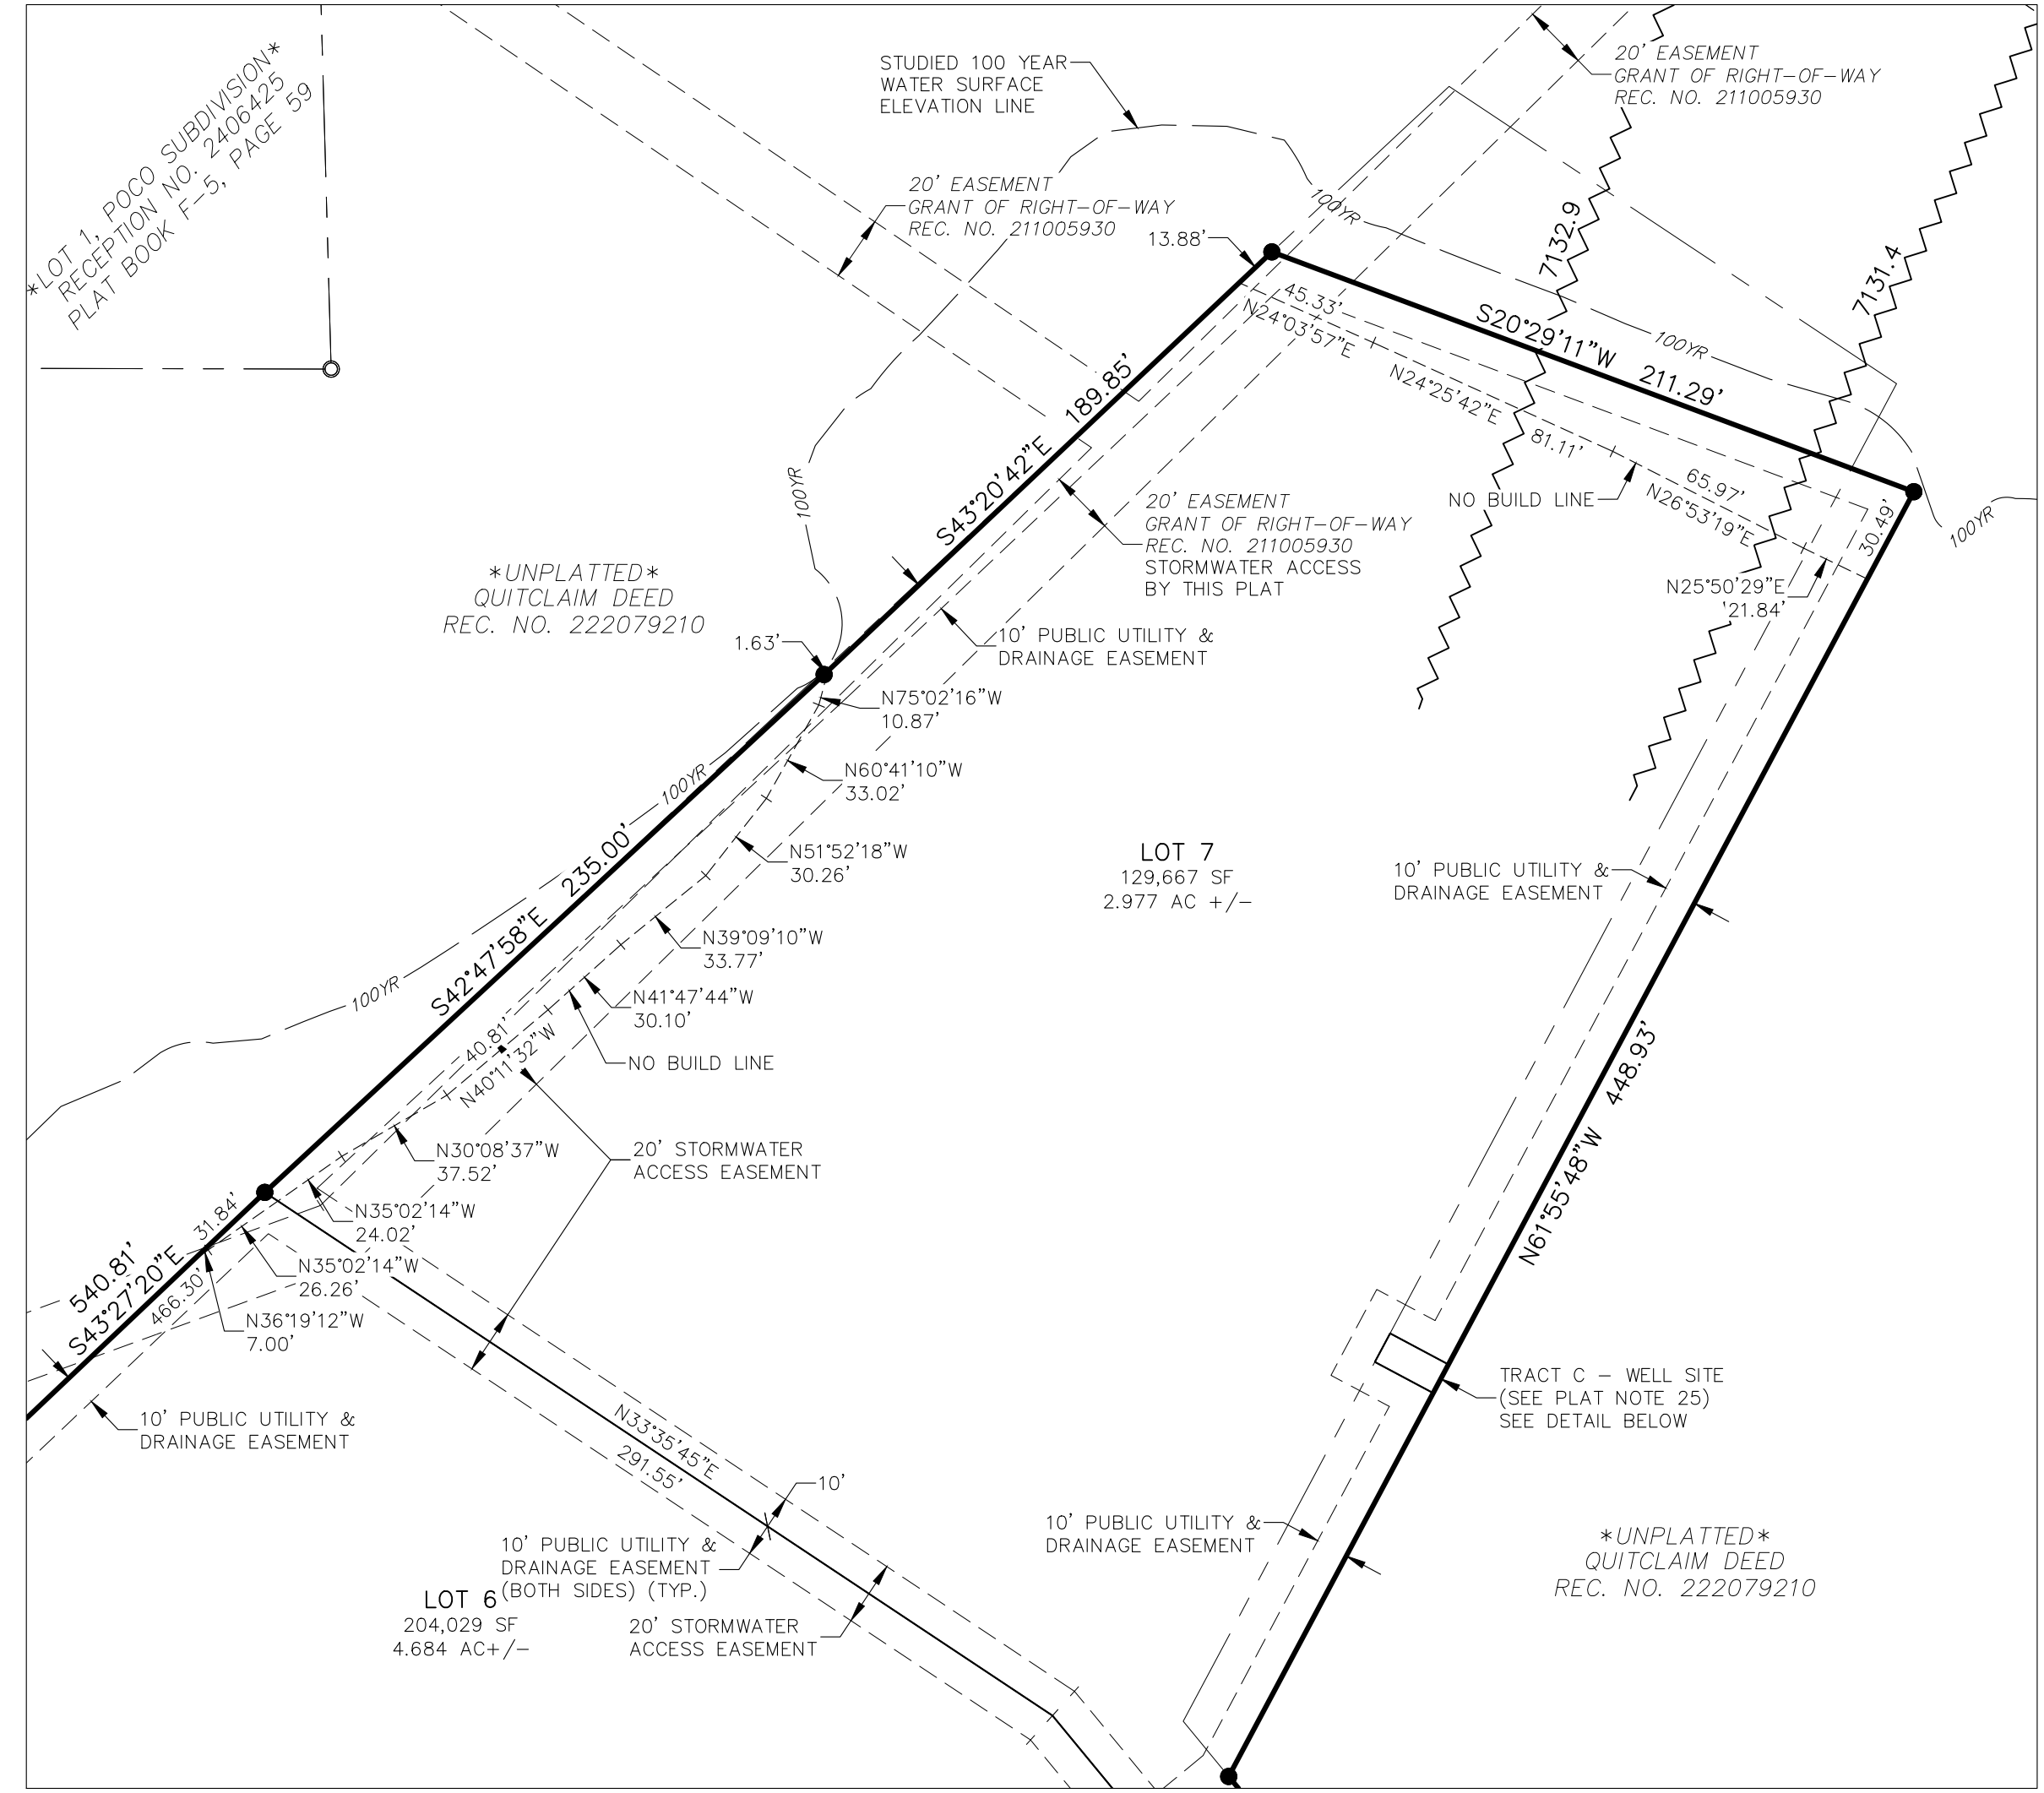 *LOT 1, POCO SUBDIVISION*
RECEPTION NO. 2406425
PLAT BOOK F-5, PAGE 59
STUDIED 100 YEAR
WATER SURFACE
ELEVATION LINE
20' EASEMENT
GRANT OF RIGHT-OF-WAY
REC. NO. 211005930
20' EASEMENT
GRANT OF RIGHT-OF-WAY
REC. NO. 211005930
13.88'
100YR
7132.9
7131.4
45.33'
N24°03'57"E
S20°29'11"W 211.29'
100YR
N24°25'42"E 81.11'
NO BUILD LINE
65.97'
N26°53'19"E
30.49'
100YR
N25°50'29"E
21.84'
S43°20'42"E 189.85'
100YR
20' EASEMENT
GRANT OF RIGHT-OF-WAY
REC. NO. 211005930
STORMWATER ACCESS
BY THIS PLAT
*UNPLATTED*
QUITCLAIM DEED
REC. NO. 222079210
1.63'
10' PUBLIC UTILITY &
DRAINAGE EASEMENT
N75°02'16"W
10.87'
N60°41'10"W
33.02'
100YR
N51°52'18"W
30.26'
LOT 7
129,667 SF
2.977 AC +/-
10' PUBLIC UTILITY &
DRAINAGE EASEMENT
S42°47'58"E 235.00'
100YR
N39°09'10"W
33.77'
N41°47'44"W
30.10'
40.81'
N40°11'32"W
NO BUILD LINE
N61°55'48"W 448.93'
N30°08'37"W
37.52'
20' STORMWATER
ACCESS EASEMENT
31.84'
N35°02'14"W
24.02'
N35°02'14"W
26.26'
540.81'
S43°27'20"E
466.30'
N36°19'12"W
7.00'
10' PUBLIC UTILITY &
DRAINAGE EASEMENT
TRACT C - WELL SITE
(SEE PLAT NOTE 25)
SEE DETAIL BELOW
N33°35'45"E
291.55'
10'
10' PUBLIC UTILITY &
DRAINAGE EASEMENT
(BOTH SIDES) (TYP.)
10' PUBLIC UTILITY &
DRAINAGE EASEMENT
*UNPLATTED*
QUITCLAIM DEED
REC. NO. 222079210
LOT 6
204,029 SF
4.684 AC+/-
20' STORMWATER
ACCESS EASEMENT